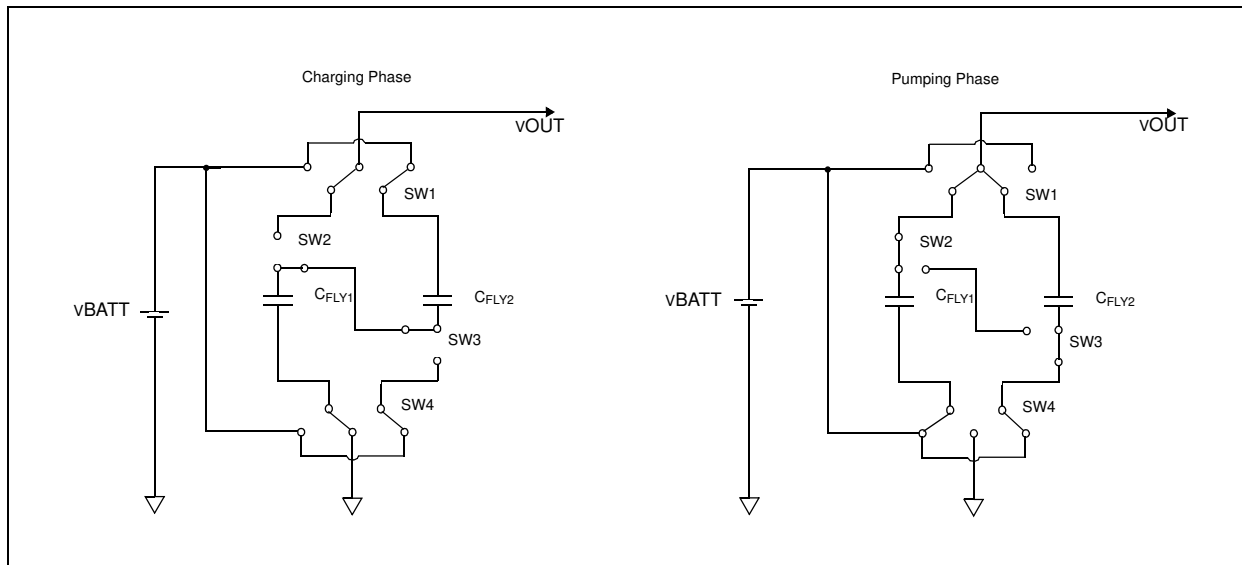 Charging Phase
Pumping Phase
vOUT
vOUT
SW1
SW1
SW2
SW2
vBATT
CFLY1
CFLY2
vBATT
CFLY1
CFLY2
SW3
SW3
SW4
SW4